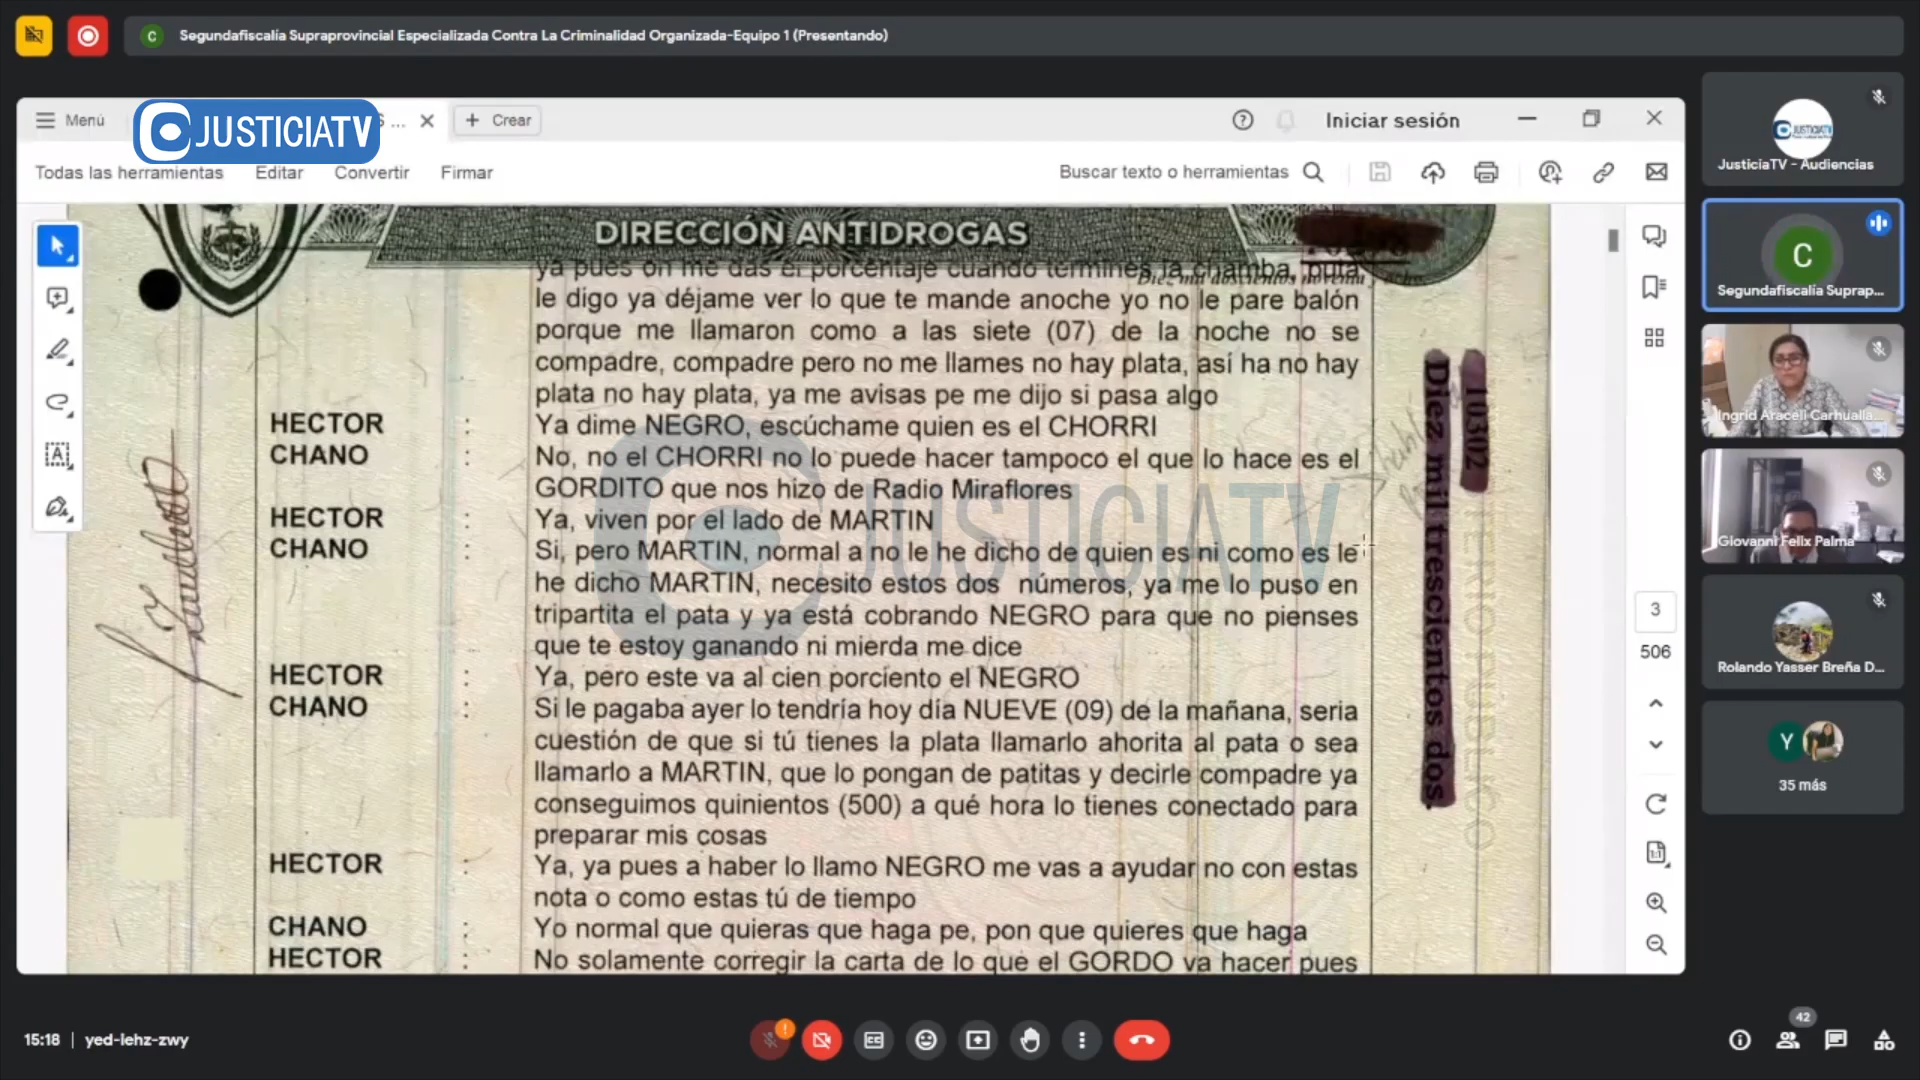 Segundafiscalía Supraprovincial Especializada Contra La Criminalidad Organizada-Equipo 1 (Presentando)
Menú
JUSTICIATV
S ...
Crear
Iniciar sesión
Todas las herramientas
Editar
Convertir
Firmar
Buscar texto o herramientas
DIRECCIÓN ANTIDROGAS
ya pues on me das el porcentaje cuando termines la chamba, puta
le digo ya déjame ver lo que te mande anoche yo no le pare balón
porque me llamaron como a las siete (07) de la noche no se
compadre, compadre pero no me llames no hay plata, así ha no hay
plata no hay plata, ya me avisas pe me dijo si pasa algo
HECTOR : Ya dime NEGRO, escúchame quien es el CHORRI
CHANO : No, no el CHORRI no lo puede hacer tampoco el que lo hace es el
GORDITO que nos hizo de Radio Miraflores
HECTOR : Ya, viven por el lado de MARTIN
CHANO : Si, pero MARTIN, normal a no le he dicho de quien es ni como es le
he dicho MARTIN, necesito estos dos números, ya me lo puso en
tripartita el pata y ya está cobrando NEGRO para que no pienses
que te estoy ganando ni mierda me dice
HECTOR : Ya, pero este va al cien porciento el NEGRO
CHANO : Si le pagaba ayer lo tendría hoy día NUEVE (09) de la mañana, seria
cuestión de que si tú tienes la plata llamarlo ahorita al pata o sea
llamarlo a MARTIN, que lo pongan de patitas y decirle compadre ya
conseguimos quinientos (500) a qué hora lo tienes conectado para
preparar mis cosas
HECTOR : Ya, ya pues a haber lo llamo NEGRO me vas a ayudar no con estas
nota o como estas tú de tiempo
CHANO : Yo normal que quieras que haga pe, pon que quieres que haga
HECTOR : No solamente corregir la carta de lo que el GORDO va hacer pues
10302
Diez mil trescientos dos
JUSTICIATV
3
506
JusticiaTV - Audiencias
C
Segundafiscalía Suprap...
Ingrid Araceli Carhualla...
Giovanni Felix Palma
Rolando Yasser Breña D...
Y
35 más
15:18 | yed-lehz-zwy
42